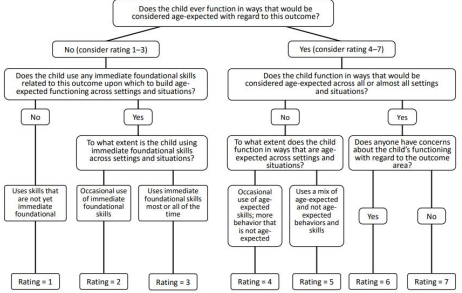 Does the child ever function in ways that would be
considered age-expected with regard to this outcome?
No (consider rating 1–3)
Yes (consider rating 4–7)
Does the child use any immediate foundational skills
related to this outcome upon which to build age-
expected functioning across settings and situations?
Does the child function in ways that would be
considered age-expected across all or almost all settings
and situations?
No
Yes
No
Yes
To what extent is the child using
immediate foundational skills
across settings and situations?
To what extent does the child
function in ways that are age-
expected across settings and
situations?
Does anyone have concerns
about the child's functioning
with regard to the outcome
area?
Uses skills that
are not yet
immediate
foundational
Occasional use
of immediate
foundational
skills
Uses immediate
foundational skills
most or all of the
time
Occasional
use of age-
expected
skills; more
behavior that
is not age-
expected
Uses a mix of
age-expected
and not age-
expected
behaviors and
skills
Yes
No
Rating = 1
Rating = 2
Rating = 3
Rating = 4
Rating = 5
Rating = 6
Rating = 7